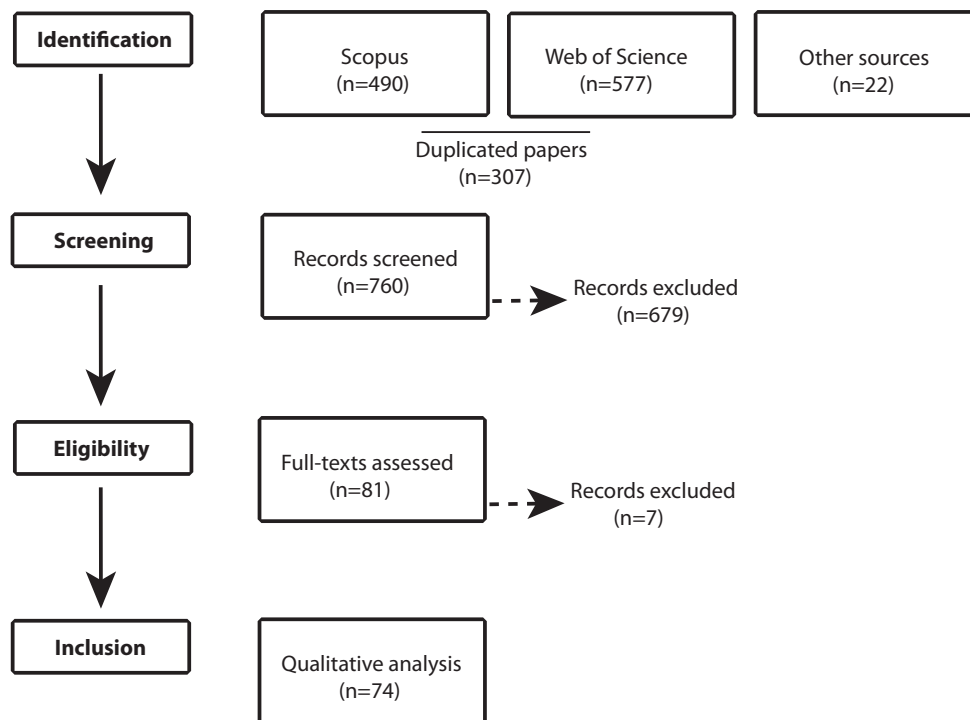 Identification
Scopus
(n=490)
Web of Science
(n=577)
Other sources
(n=22)
Duplicated papers
(n=307)
Screening
Records screened
(n=760)
Records excluded
(n=679)
Eligibility
Full-texts assessed
(n=81)
Records excluded
(n=7)
Inclusion
Qualitative analysis
(n=74)